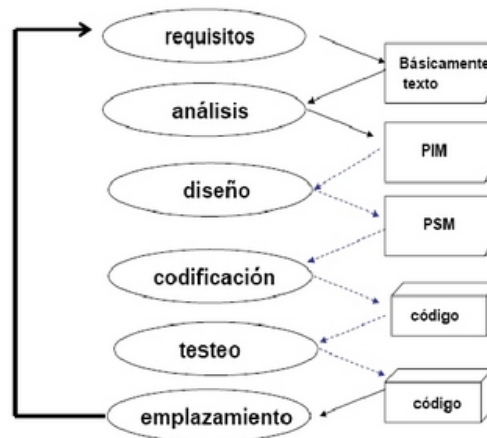 requisitos
Básicamente
texto
análisis
PIM
diseño
PSM
codificación
código
testeo
código
emplazamiento